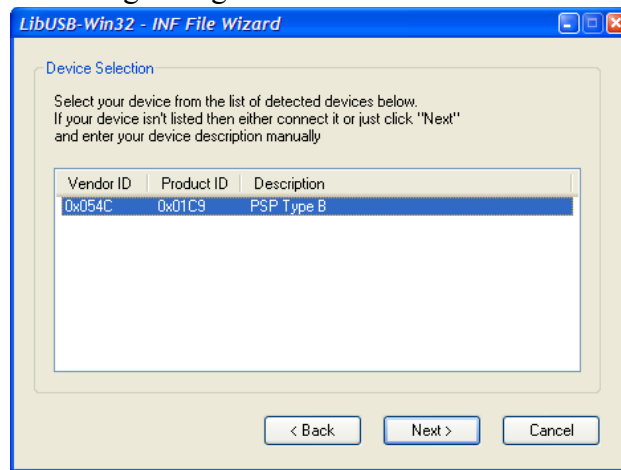 LibUSB-Win32 - INF File Wizard
Device Selection
Select your device from the list of detected devices below.
If your device isn't listed then either connect it or just click "Next"
and enter your device description manually
Vendor ID Product ID Description
0x054C 0x01C9 PSP Type B
< Back Next > Cancel